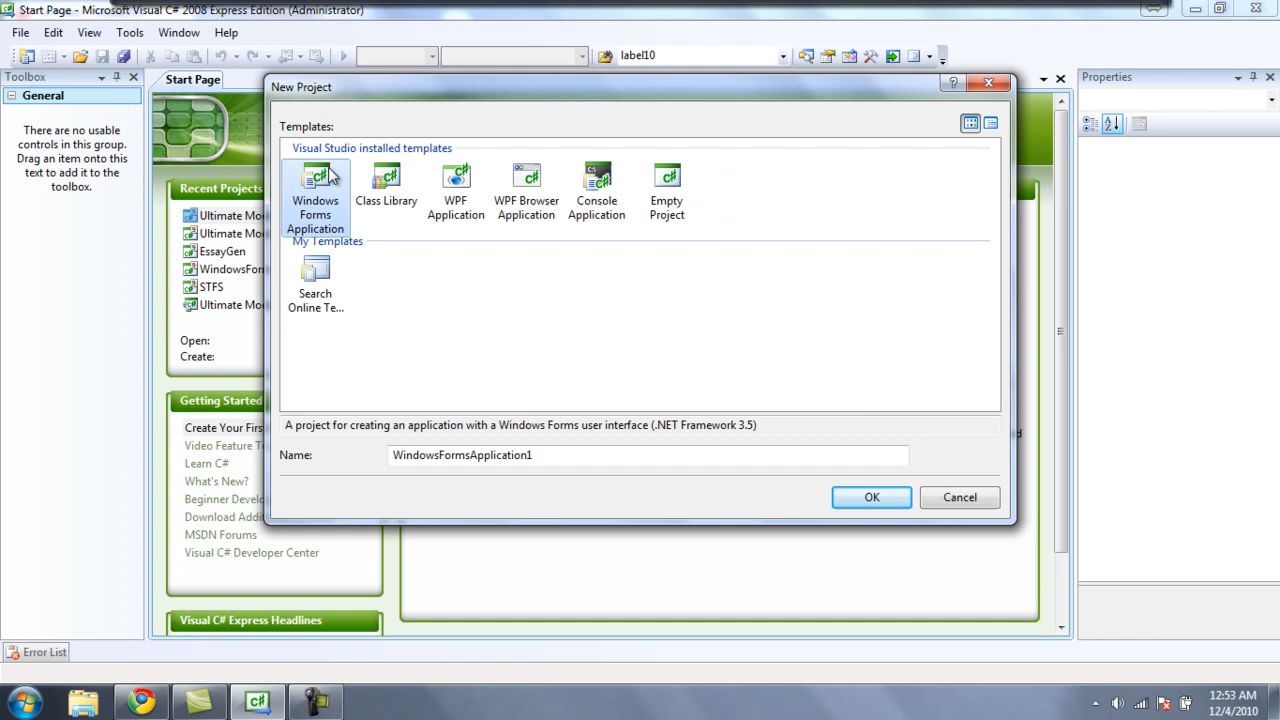 Start Page - Microsoft Visual C# 2008 Express Edition (Administrator)
File Edit View Tools Window Help
label10
Toolbox
General
There are no usable
controls in this group.
Drag an item onto this
text to add it to the
toolbox.
Start Page
Recent Projects
Ultimate Mo
Ultimate Mo
EssayGen
WindowsForm
STFS
Ultimate Mo
Open:
Create:
Getting Started
Create Your First
Video Feature T
Learn C#
What's New?
Beginner Develo
Download Addi
MSDN Forums
Visual C# Developer Center
Visual C# Express Headlines
New Project
Templates:
Visual Studio installed templates
Windows
Forms
Application
Class Library
WPF
Application
WPF Browser
Application
Console
Application
Empty
Project
My Templates
Search
Online Te...
A project for creating an application with a Windows Forms user interface (.NET Framework 3.5)
Name: WindowsFormsApplication1
OK Cancel
Properties
Error List
12:53 AM
12/4/2010